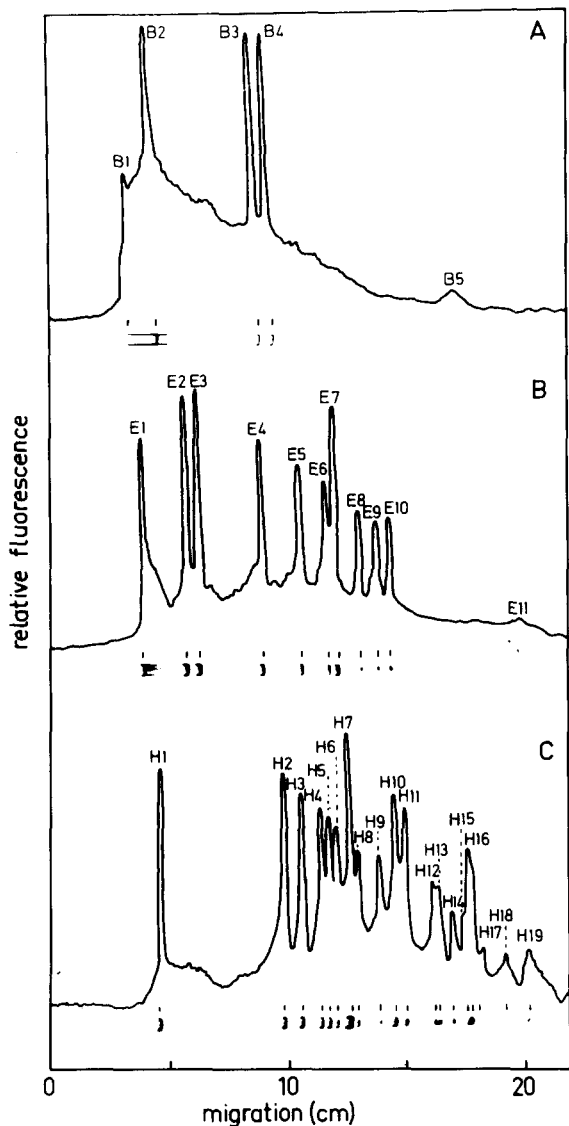 A
B1
B2
B3
B4
B5
B
E1
E2
E3
E4
E5
E6
E7
E8
E9
E10
E11
C
H1
H2
H3
H4
H5
H6
H7
H8
H9
H10
H11
H12
H13
H14
H15
H16
H17
H18
H19
relative fluorescence
0 10 20
migration (cm)